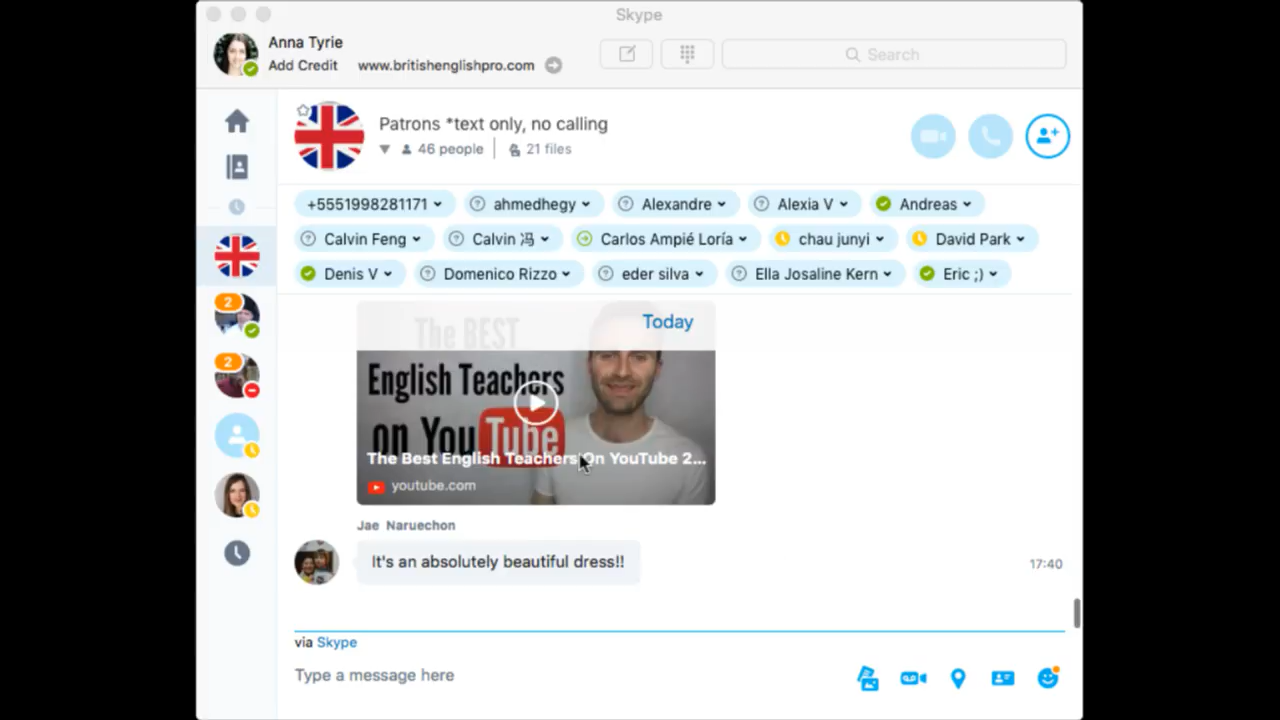 Skype
Anna Tyrie
Add Credit www.britishenglishpro.com
Search
Patrons *text only, no calling
46 people 21 files
+5551998281171 ahmedhegy Alexandre Alexia V Andreas
Calvin Feng Calvin 冯 Carlos Ampié Loría chau junyi David Park
Denis V Domenico Rizzo eder silva Ella Josaline Kern Eric ;)
2
2
Today
The BEST
English Teachers
on YouTube
The Best English Teachers On YouTube 2...
youtube.com
Jae Naruechon
It's an absolutely beautiful dress!!
17:40
via Skype
Type a message here